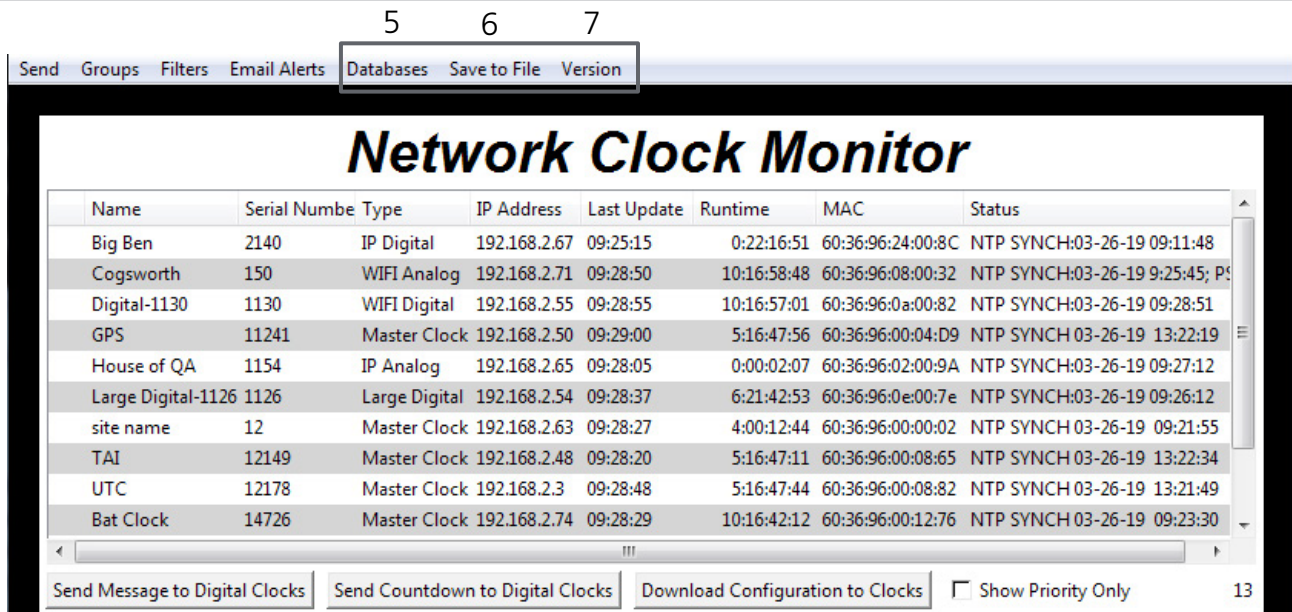 5 6 7
Send Groups Filters Email Alerts Databases Save to File Version
Network Clock Monitor
Name Serial Numbe Type IP Address Last Update Runtime MAC Status
Big Ben 2140 IP Digital 192.168.2.67 09:25:15 0:22:16:51 60:36:96:24:00:8C NTP SYNCH:03-26-19 09:11:48
Cogsworth 150 WIFI Analog 192.168.2.71 09:28:50 10:16:58:48 60:36:96:08:00:32 NTP SYNCH:03-26-19 9:25:45; PS
Digital-1130 1130 WIFI Digital 192.168.2.55 09:28:55 10:16:57:01 60:36:96:0a:00:82 NTP SYNCH:03-26-19 09:28:51
GPS 11241 Master Clock 192.168.2.50 09:29:00 5:16:47:56 60:36:96:00:04:D9 NTP SYNCH 03-26-19 13:22:19
House of QA 1154 IP Analog 192.168.2.65 09:28:05 0:00:02:07 60:36:96:02:00:9A NTP SYNCH:03-26-19 09:27:12
Large Digital-1126 1126 Large Digital 192.168.2.54 09:28:37 6:21:42:53 60:36:96:0e:00:7e NTP SYNCH:03-26-19 09:26:12
site name 12 Master Clock 192.168.2.63 09:28:27 4:00:12:44 60:36:96:00:00:02 NTP SYNCH 03-26-19 09:21:55
TAI 12149 Master Clock 192.168.2.48 09:28:20 5:16:47:11 60:36:96:00:08:65 NTP SYNCH 03-26-19 13:22:34
UTC 12178 Master Clock 192.168.2.3 09:28:48 5:16:47:44 60:36:96:00:08:82 NTP SYNCH 03-26-19 13:21:49
Bat Clock 14726 Master Clock 192.168.2.74 09:28:29 10:16:42:12 60:36:96:00:12:76 NTP SYNCH 03-26-19 09:23:30
Send Message to Digital Clocks Send Countdown to Digital Clocks Download Configuration to Clocks Show Priority Only 13